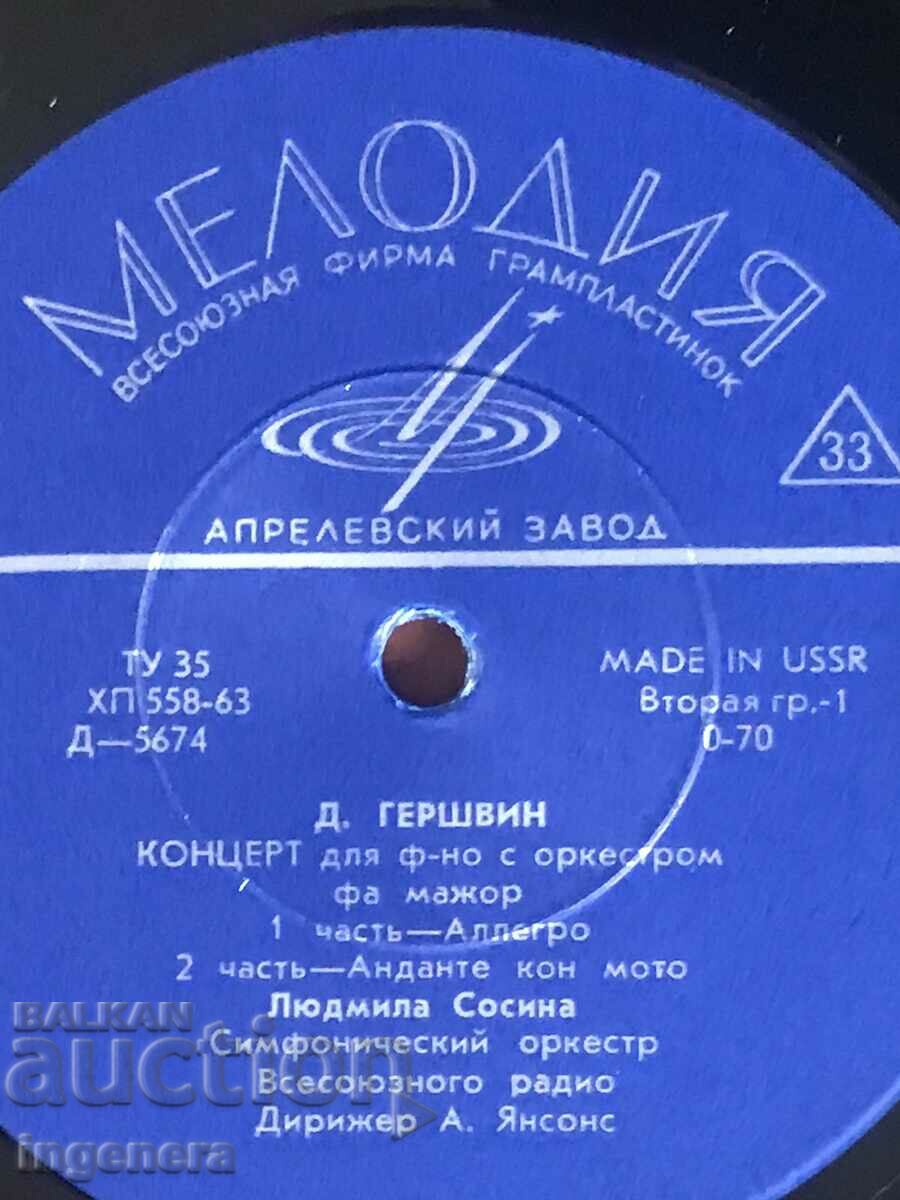 МЕЛОДИЯ
ВСЕСОЮЗНАЯ ФИРМА ГРАМПЛАСТИНОК
33
АПРЕЛЕВСКИЙ ЗАВОД
ТУ 35
ХП 558-63
Д—5674
MADE IN USSR
Вторая гр.-1
0-70
Д. ГЕРШВИН
КОНЦЕРТ для ф-но с оркестром
фа мажор
1 часть—Аллегро
2 часть—Анданте кон мото
Людмила Сосина
Симфонический оркестр
Всесоюзного радио
Дирижер А. Янсонс
BALKAN
auction
ingenera